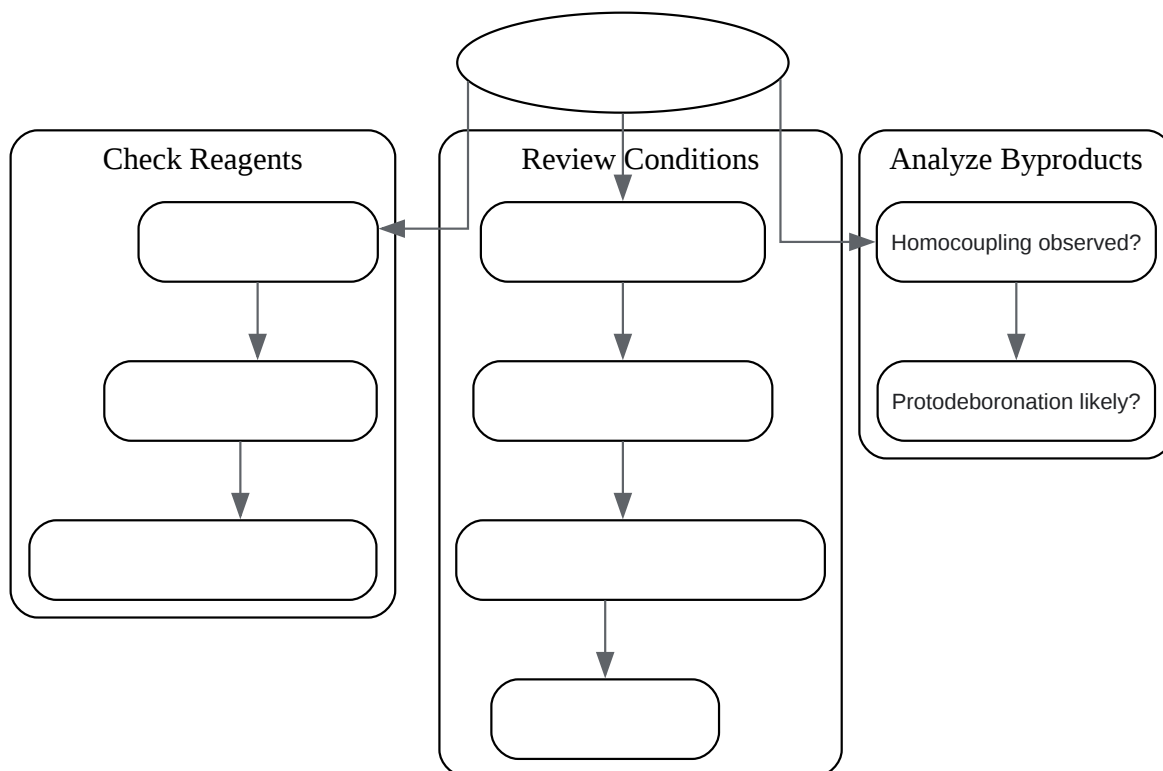 Check Reagents
Review Conditions
Analyze Byproducts
Homocoupling observed?
Protodeboronation likely?